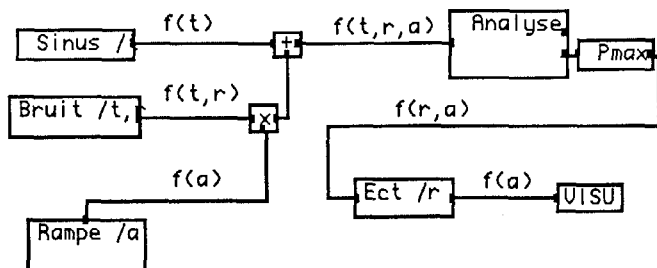 Sinus /
f(t)
+
f(t,r,a)
Analyse
Pmax
Bruit /t,
f(t,r)
x
f(r,a)
f(a)
Ect /r
f(a)
VISU
Rampe /a